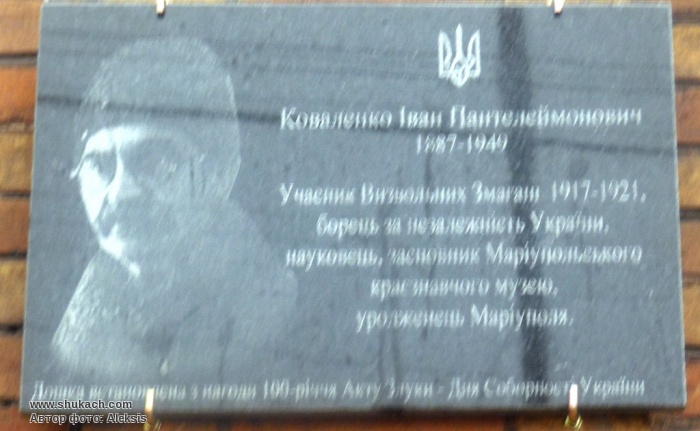 Коваленко Іван Пантелеймонович
1887-1949
Учасник Визвольних Змагань 1917-1921,
борець за незалежність України,
науковець, засновник Маріупольського
краєзнавчого музею,
уродженець Маріуполя.
Дошка встановлена з нагоди 100-річчя Акту Злуки - Дня Соборності України
www.shukach.com
Автор фото: Aleksis